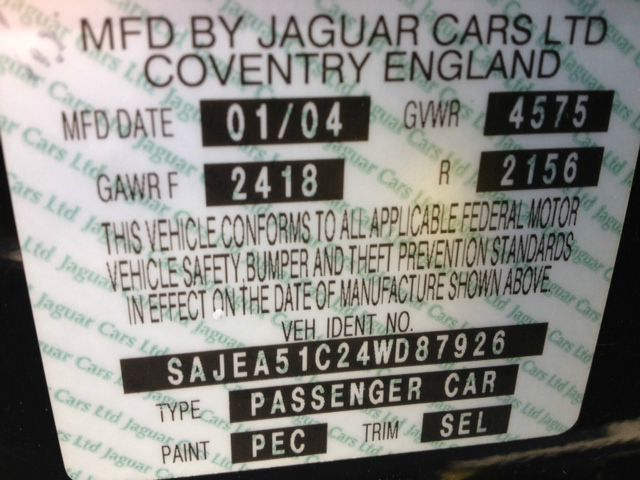 MFD BY JAGUAR CARS LTD
COVENTRY ENGLAND
MFD DATE 01/04 GVWR 4575
GAWR F 2418 R 2156
THIS VEHICLE CONFORMS TO ALL APPLICABLE FEDERAL MOTOR
VEHICLE SAFETY BUMPER AND THEFT PREVENTION STANDARDS
IN EFFECT ON THE DATE OF MANUFACTURE SHOWN ABOVE.
VEH. IDENT NO.
SAJEA51C24WD87926
TYPE PASSENGER CAR
PAINT PEC TRIM SEL